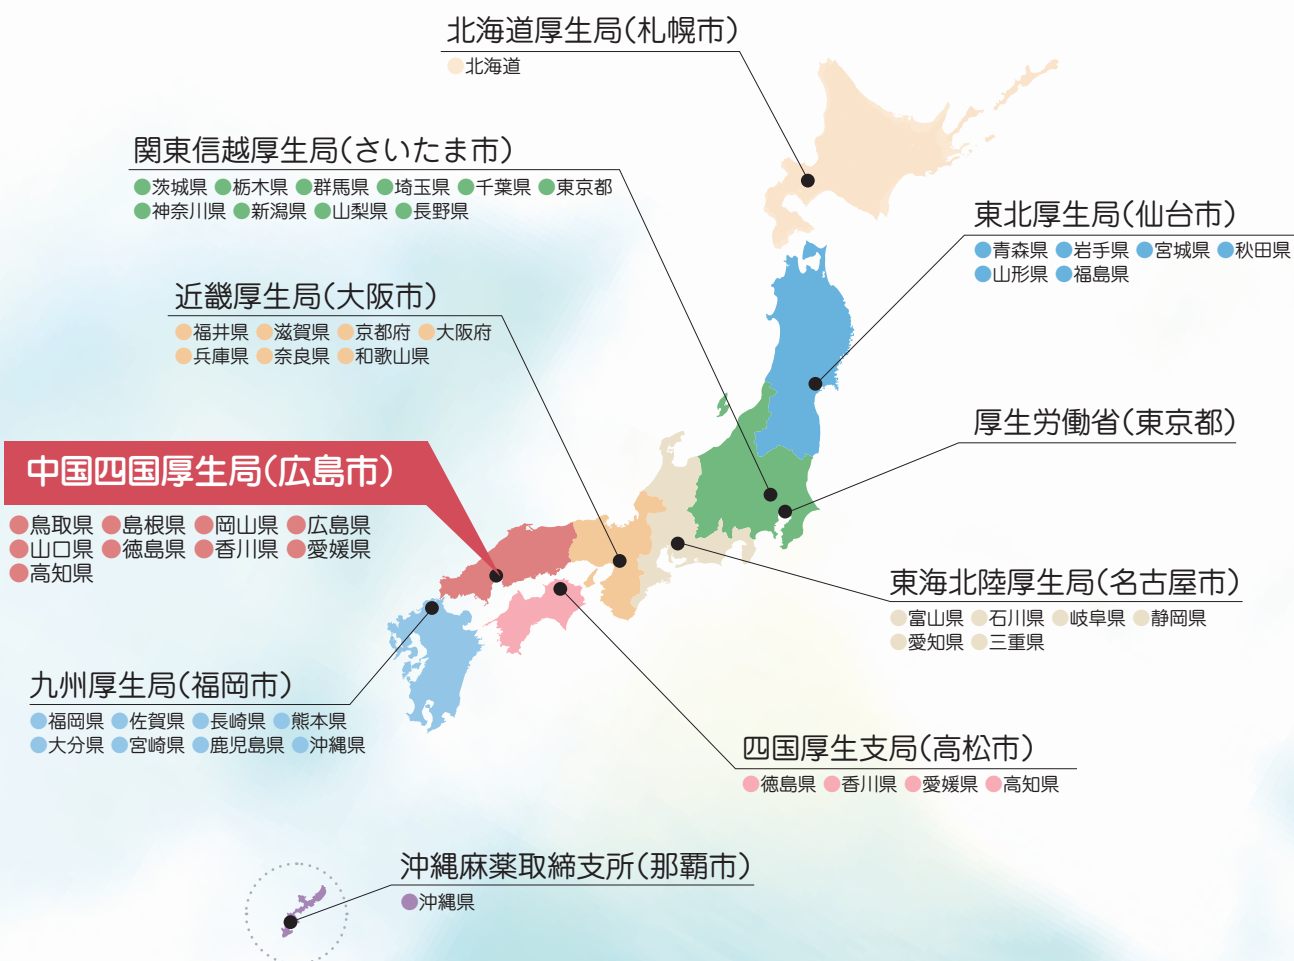 北海道厚生局(札幌市)
●北海道
関東信越厚生局(さいたま市)
●茨城県 ●栃木県 ●群馬県 ●埼玉県 ●千葉県 ●東京都
●神奈川県 ●新潟県 ●山梨県 ●長野県
東北厚生局(仙台市)
●青森県 ●岩手県 ●宮城県 ●秋田県
●山形県 ●福島県
近畿厚生局(大阪市)
●福井県 ●滋賀県 ●京都府 ●大阪府
●兵庫県 ●奈良県 ●和歌山県
厚生労働省(東京都)
中国四国厚生局(広島市)
●鳥取県 ●島根県 ●岡山県 ●広島県
●山口県 ●徳島県 ●香川県 ●愛媛県
●高知県
東海北陸厚生局(名古屋市)
●富山県 ●石川県 ●岐阜県 ●静岡県
●愛知県 ●三重県
九州厚生局(福岡市)
●福岡県 ●佐賀県 ●長崎県 ●熊本県
●大分県 ●宮崎県 ●鹿児島県 ●沖縄県
四国厚生支局(高松市)
●徳島県 ●香川県 ●愛媛県 ●高知県
沖縄麻薬取締支所(那覇市)
●沖縄県